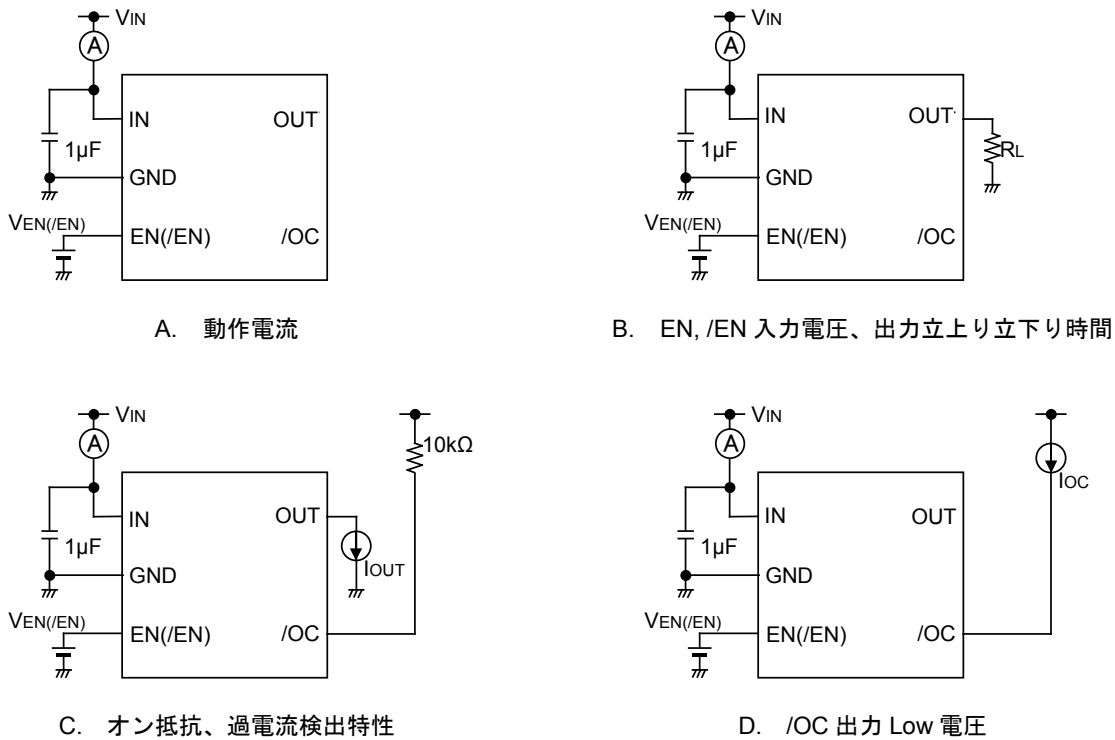 VIN
A
IN
OUT
1µF
GND
VEN(/EN)
EN(/EN)
/OC
A. 動作電流
VIN
A
IN
OUT
RL
1µF
GND
VEN(/EN)
EN(/EN)
/OC
B. EN, /EN 入力電圧、出力立上り立下り時間
VIN
A
10kΩ
IN
OUT
1µF
IOUT
GND
VEN(/EN)
EN(/EN)
/OC
C. オン抵抗、過電流検出特性
VIN
A
IOC
IN
OUT
1µF
GND
VEN(/EN)
EN(/EN)
/OC
D. /OC 出力 Low 電圧